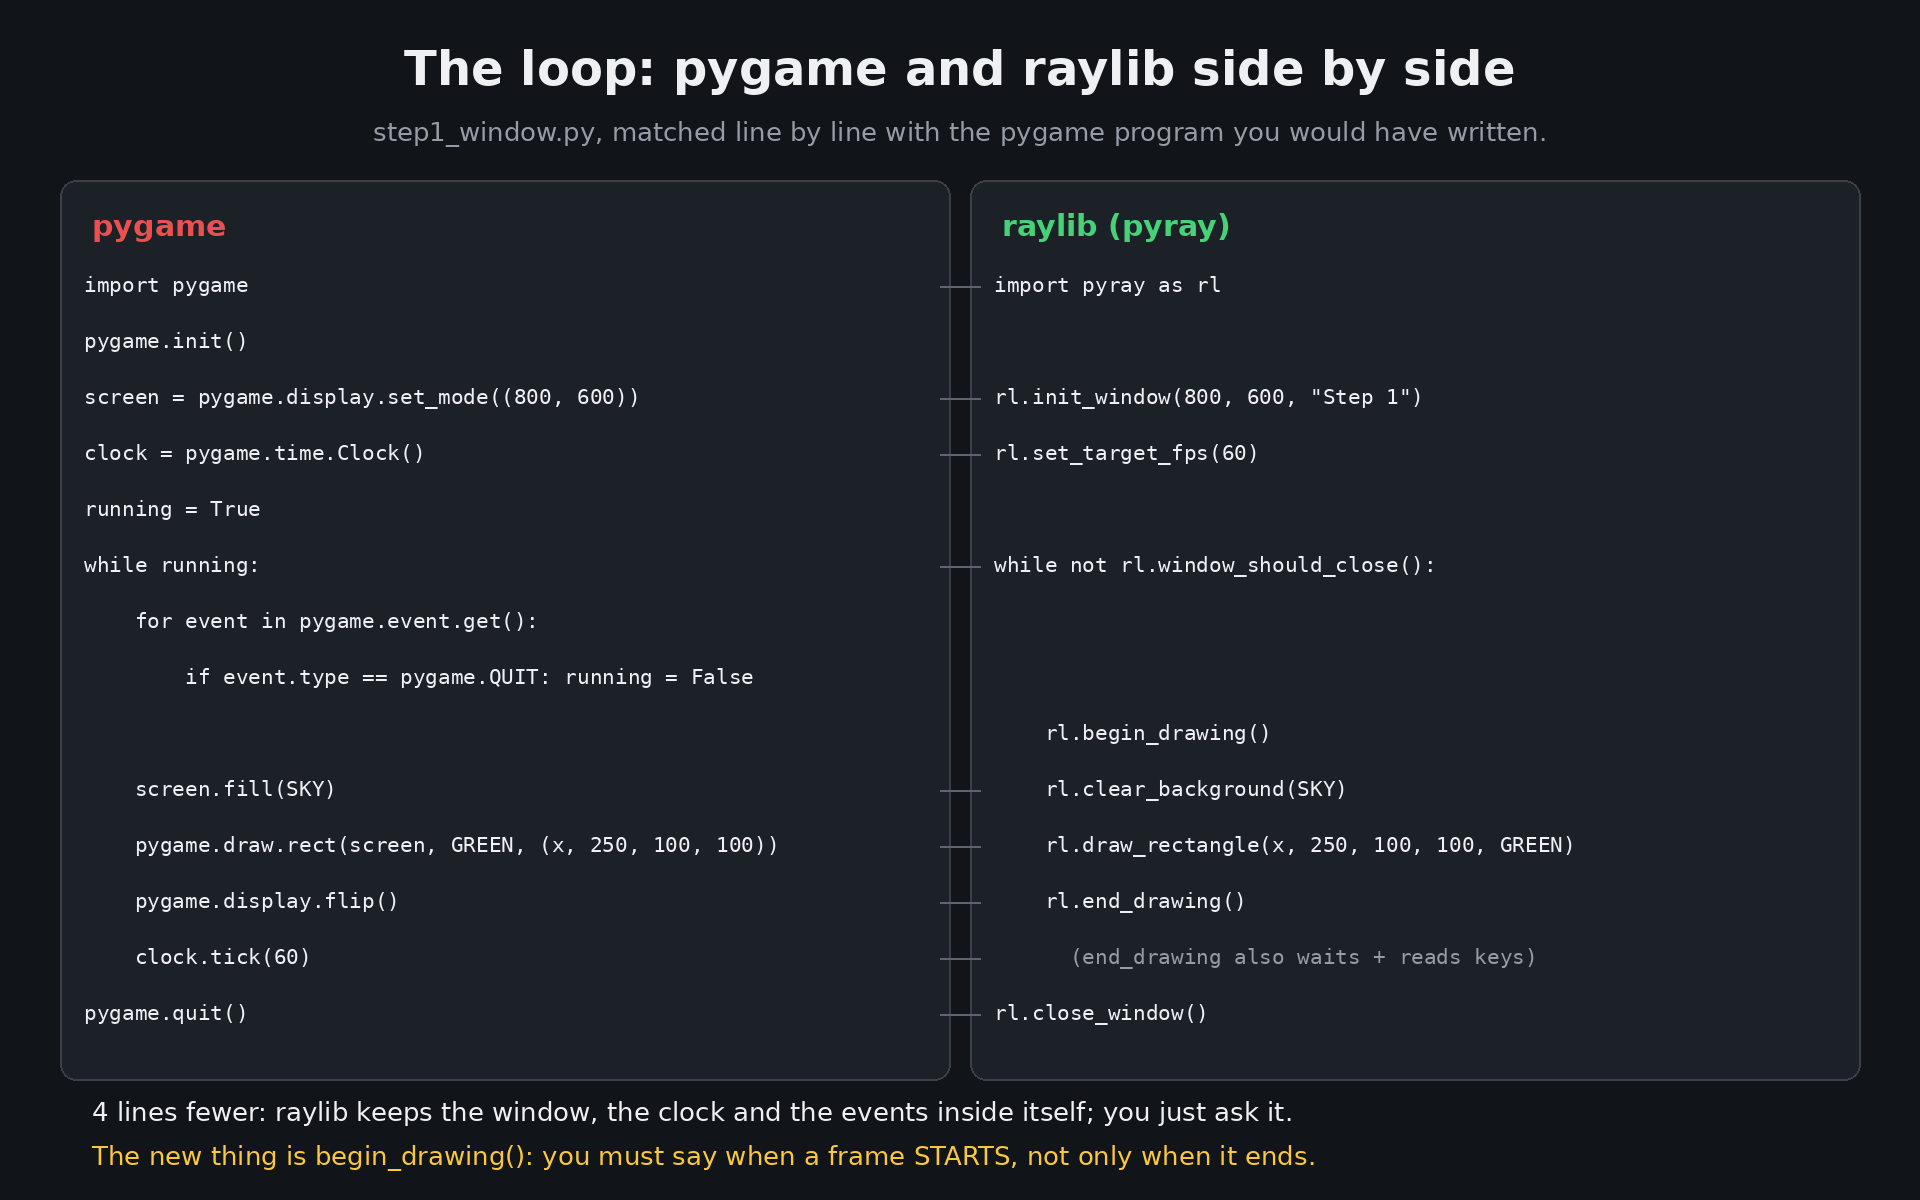 The loop: pygame and raylib side by side
step1_window.py, matched line by line with the pygame program you would have written.
pygame
import pygame
pygame.init()
screen = pygame.display.set_mode((800, 600))
clock = pygame.time.Clock()
running = True
while running:
    for event in pygame.event.get():
        if event.type == pygame.QUIT: running = False
    screen.fill(SKY)
    pygame.draw.rect(screen, GREEN, (x, 250, 100, 100))
    pygame.display.flip()
    clock.tick(60)
pygame.quit()
raylib (pyray)
import pyray as rl
rl.init_window(800, 600, "Step 1")
rl.set_target_fps(60)
while not rl.window_should_close():
    rl.begin_drawing()
    rl.clear_background(SKY)
    rl.draw_rectangle(x, 250, 100, 100, GREEN)
    rl.end_drawing()
      (end_drawing also waits + reads keys)
rl.close_window()
4 lines fewer: raylib keeps the window, the clock and the events inside itself; you just ask it.
The new thing is begin_drawing(): you must say when a frame STARTS, not only when it ends.